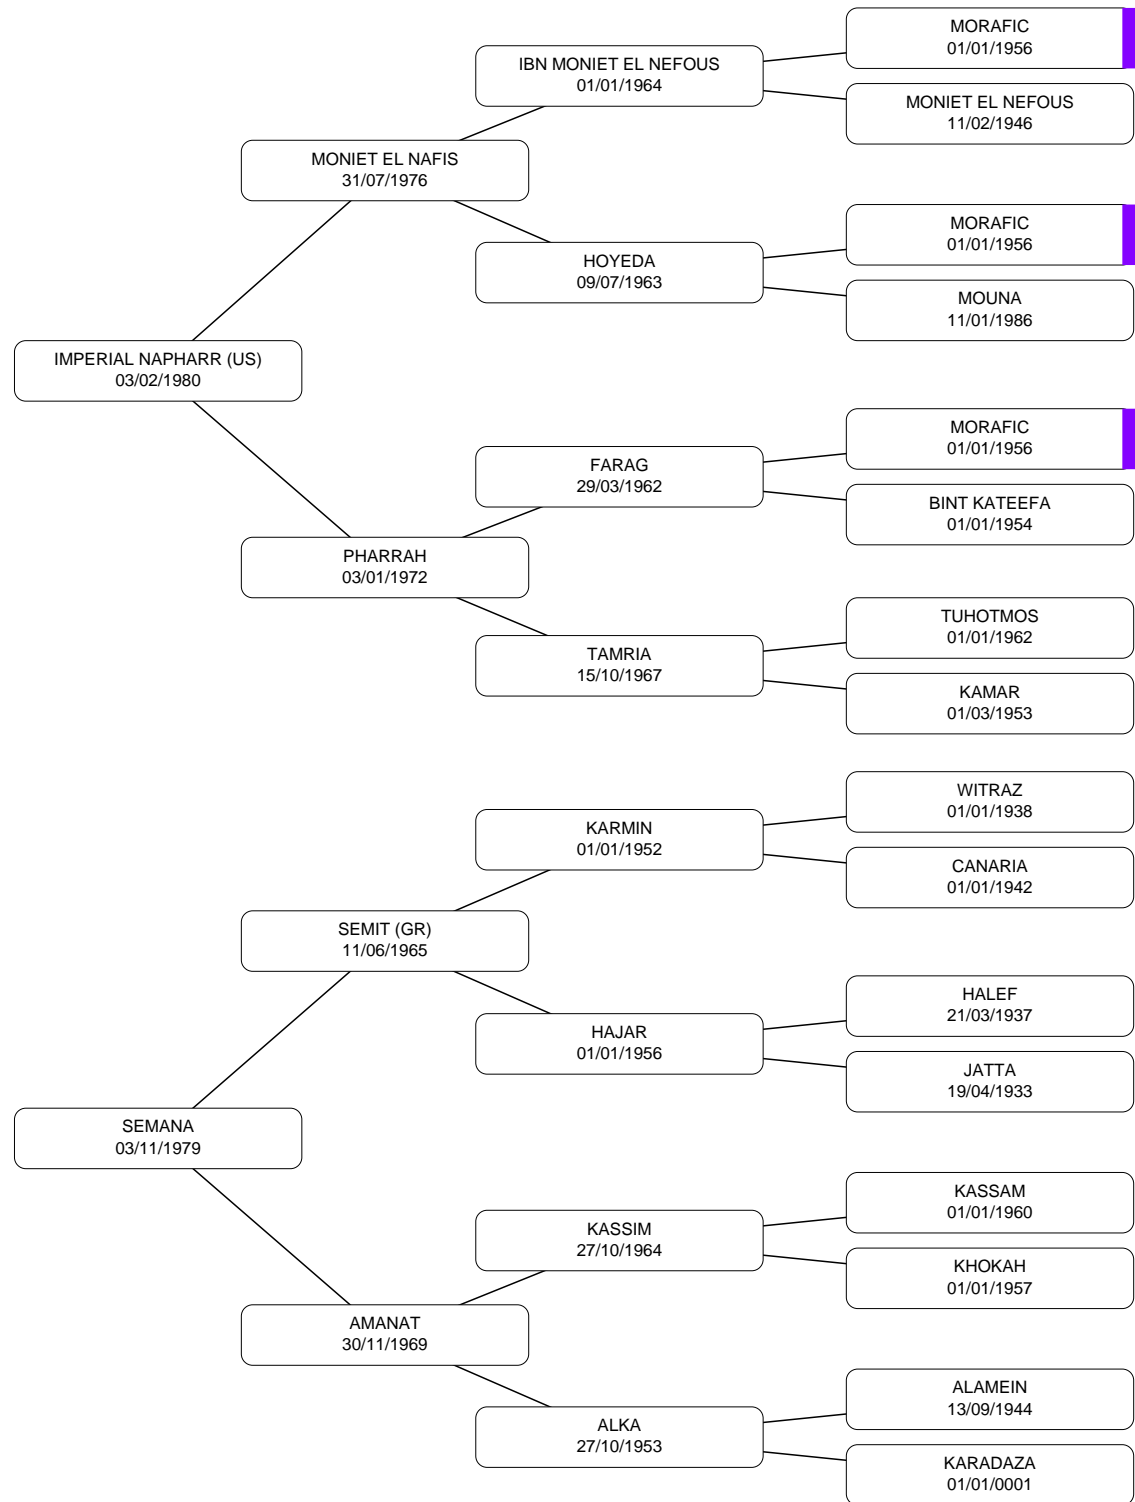 MORAFIC
01/01/1956
IBN MONIET EL NEFOUS
01/01/1964
MONIET EL NEFOUS
11/02/1946
MONIET EL NAFIS
31/07/1976
MORAFIC
01/01/1956
HOYEDA
09/07/1963
MOUNA
11/01/1986
IMPERIAL NAPHARR (US)
03/02/1980
MORAFIC
01/01/1956
FARAG
29/03/1962
BINT KATEEFA
01/01/1954
PHARRAH
03/01/1972
TUHOTMOS
01/01/1962
TAMRIA
15/10/1967
KAMAR
01/03/1953
WITRAZ
01/01/1938
KARMIN
01/01/1952
CANARIA
01/01/1942
SEMIT (GR)
11/06/1965
HALEF
21/03/1937
HAJAR
01/01/1956
JATTA
19/04/1933
SEMANA
03/11/1979
KASSAM
01/01/1960
KASSIM
27/10/1964
KHOKAH
01/01/1957
AMANAT
30/11/1969
ALAMEIN
13/09/1944
ALKA
27/10/1953
KARADAZA
01/01/0001